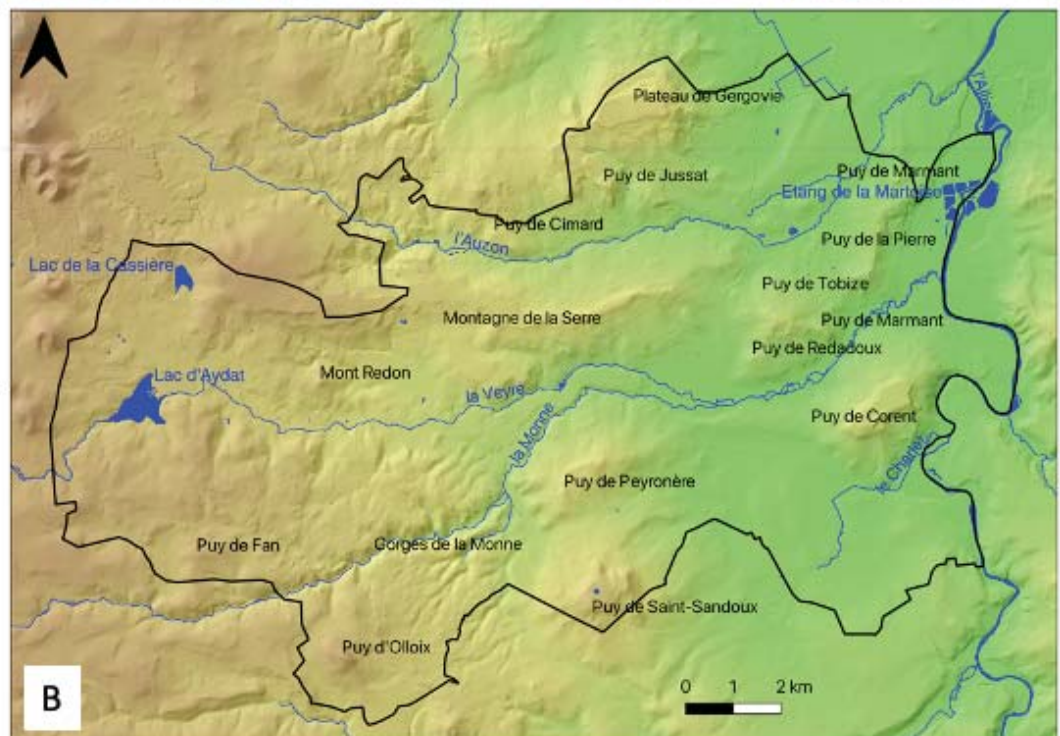 Plateau de Gergovie
l'Allier
Puy de Jussat
Puy de Marmant
Etang de la Martoise
Puy de Cimard
l'Auzon
Puy de la Pierre
Lac de la Cassière
Puy de Tobize
Montagne de la Serre
Puy de Marmant
Puy de Redadoux
Lac d'Aydat
Mont Redon
la Veyre
la Monne
Puy de Corent
le Charlet
Puy de Peyronère
Puy de Fan
Gorges de la Monne
Puy de Saint-Sandoux
Puy d'Olloix
B
0 1 2 km